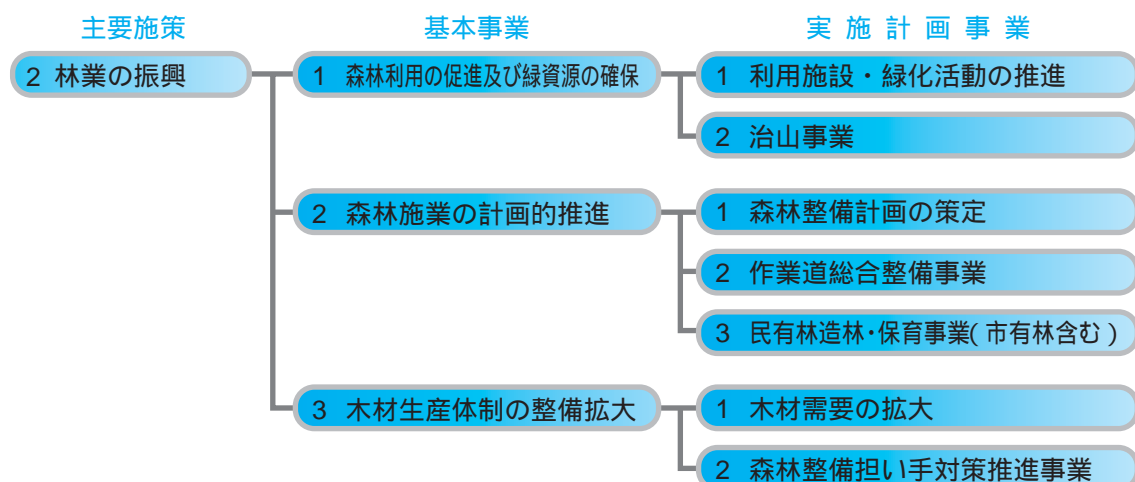 主要施策 基本事業 実施計画事業
2 林業の振興
1 森林利用の促進及び緑資源の確保
1 利用施設・緑化活動の推進
2 治山事業
2 森林施業の計画的推進
1 森林整備計画の策定
2 作業道総合整備事業
3 民有林造林・保育事業(市有林含む)
3 木材生産体制の整備拡大
1 木材需要の拡大
2 森林整備担い手対策推進事業